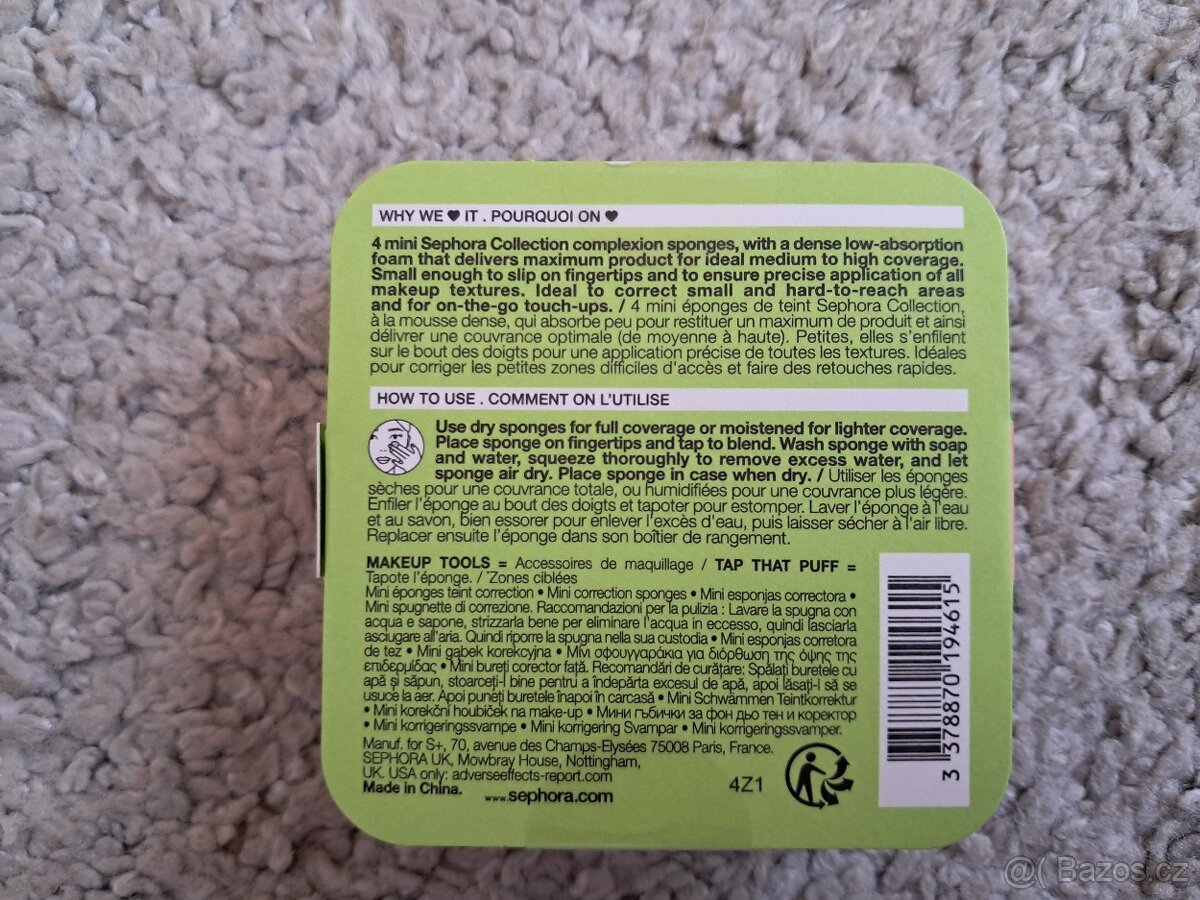 WHY WE ♥ IT . POURQUOI ON ♥
4 mini Sephora Collection complexion sponges, with a dense low-absorption
foam that delivers maximum product for ideal medium to high coverage.
Small enough to slip on fingertips and to ensure precise application of all
makeup textures. Ideal to correct small and hard-to-reach areas
and for on-the-go touch-ups. / 4 mini éponges de teint Sephora Collection,
à la mousse dense, qui absorbe peu pour restituer un maximum de produit et ainsi
délivrer une couvrance optimale (de moyenne à haute). Petites, elles s'enfilent
sur le bout des doigts pour une application précise de toutes les textures. Idéales
pour corriger les petites zones difficiles d'accès et faire des retouches rapides.
HOW TO USE . COMMENT ON L'UTILISE
Use dry sponges for full coverage or moistened for lighter coverage.
Place sponge on fingertips and tap to blend. Wash sponge with soap
and water, squeeze thoroughly to remove excess water, and let
sponge air dry. Place sponge in case when dry. / Utiliser les éponges
sèches pour une couvrance totale, ou humidifiées pour une couvrance plus légère.
Enfiler l'éponge au bout des doigts et tapoter pour estomper. Laver l'éponge à l'eau
et au savon, bien essorer pour enlever l'excès d'eau, puis laisser sécher à l'air libre.
Replacer ensuite l'éponge dans son boîtier de rangement.
MAKEUP TOOLS = Accessoires de maquillage / TAP THAT PUFF =
Tapote l'éponge. / Zones ciblées
Mini éponges teint correction • Mini correction sponges • Mini esponjas correctora •
Mini spugnette di correzione. Raccomandazioni per la pulizia : Lavare la spugna con
acqua e sapone, strizzarla bene per eliminare l'acqua in eccesso, quindi lasciarla
asciugare all'aria. Quindi riporre la spugna nella sua custodia • Mini esponjas corretora
de tez • Mini gąbek korekcyjna • Μίνι σφουγγαράκια για διόρθωση της όψης της
επιδερμίδας • Mini bureți corector față. Recomandări de curățare: Spălați buretele cu
apă și săpun, stoarceți-l bine pentru a îndepărta excesul de apă, apoi lăsați-l să se
usuce la aer. Apoi puneți buretele înapoi în carcasă • Mini Schwämmen Teintkorrektur
• Mini korekční houbiček na make-up • Мини гъбички за фон дьо тен и коректор
• Mini korrigeringssvampe • Mini korrigering Svampar • Mini korrigeringssvamper.
Manuf. for S+, 70, avenue des Champs-Elysées 75008 Paris, France.
SEPHORA UK, Mowbray House, Nottingham,
UK. USA only: adverseeffects-report.com
Made in China.
www.sephora.com
4Z1
3 378870 194615
@( Bazos.cz